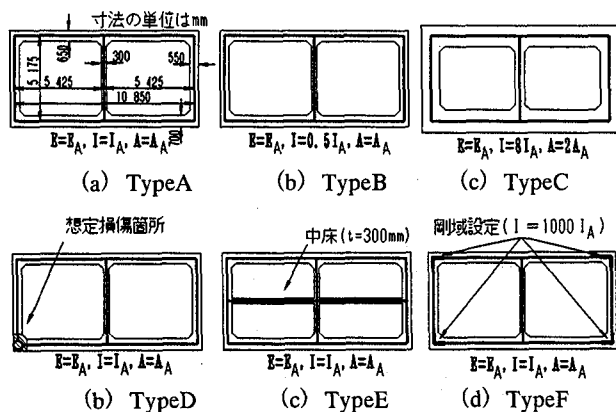 寸法の単位はmm
650
300
550
5 175
5 425
5 425
10 850
700
E=E_A, I=I_A, A=A_A
(a) TypeA
E=E_A, I=0.5I_A, A=A_A
(b) TypeB
E=E_A, I=8I_A, A=2A_A
(c) TypeC
想定損傷箇所
E=E_A, I=I_A, A=A_A
(b) TypeD
中床(t=300mm)
E=E_A, I=I_A, A=A_A
(c) TypeE
剛域設定(I=1000 I_A)
E=E_A, I=I_A, A=A_A
(d) TypeF